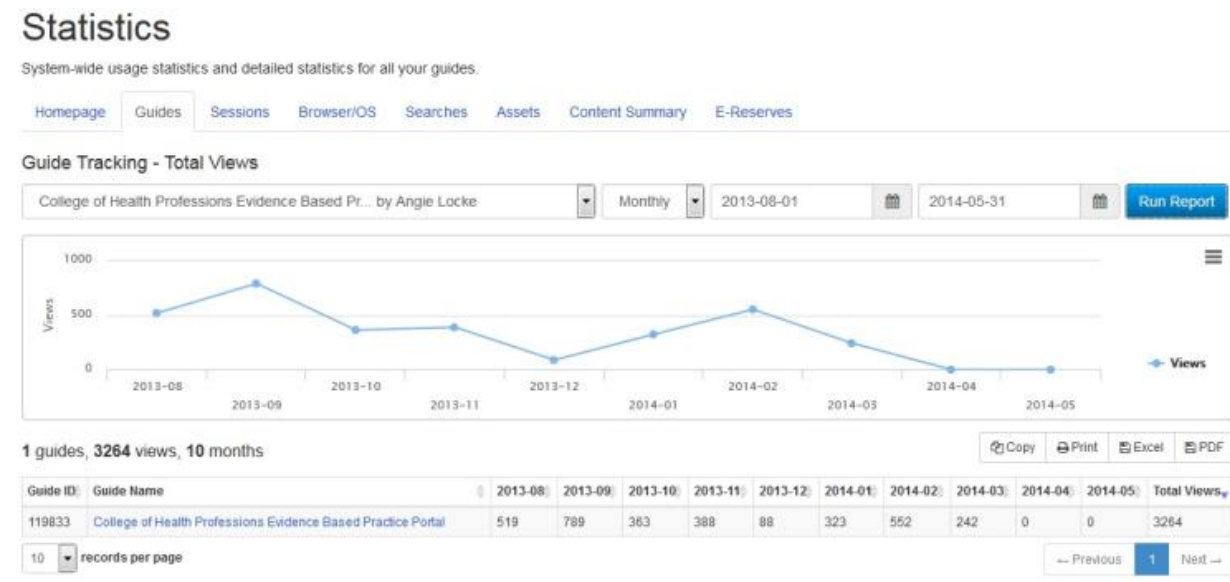 Statistics
System-wide usage statistics and detailed statistics for all your guides.
Homepage Guides Sessions Browser/OS Searches Assets Content Summary E-Reserves
Guide Tracking - Total Views
College of Health Professions Evidence Based Pr... by Angie Locke Monthly 2013-08-01 2014-05-31 Run Report
1000
500
0
Views
2013-08 2013-10 2013-12 2014-02 2014-04
2013-09 2013-11 2014-01 2014-03 2014-05
Views
1 guides, 3264 views, 10 months
Copy Print Excel PDF
Guide ID Guide Name 2013-08 2013-09 2013-10 2013-11 2013-12 2014-01 2014-02 2014-03 2014-04 2014-05 Total Views
119833 College of Health Professions Evidence Based Practice Portal 519 789 363 388 88 323 552 242 0 0 3264
10 records per page
← Previous 1 Next →